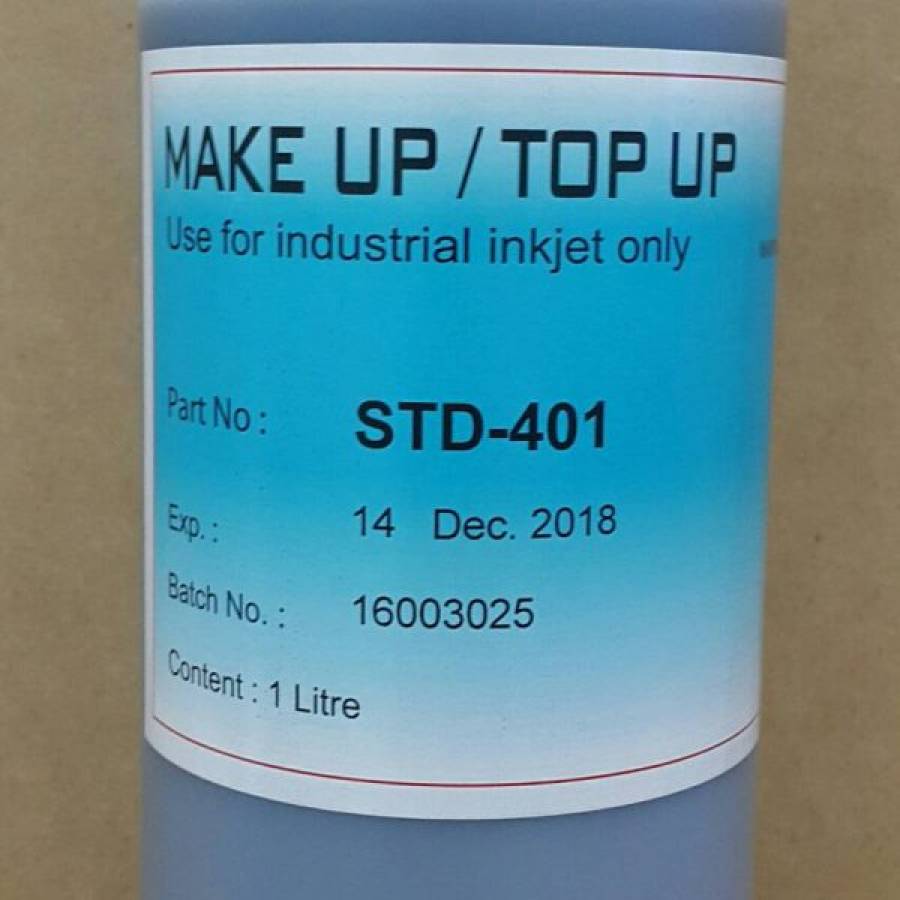 MAKE UP / TOP UP
Use for industrial inkjet only
Part No : STD-401
Exp. : 14 Dec. 2018
Batch No. : 16003025
Content : 1 Litre